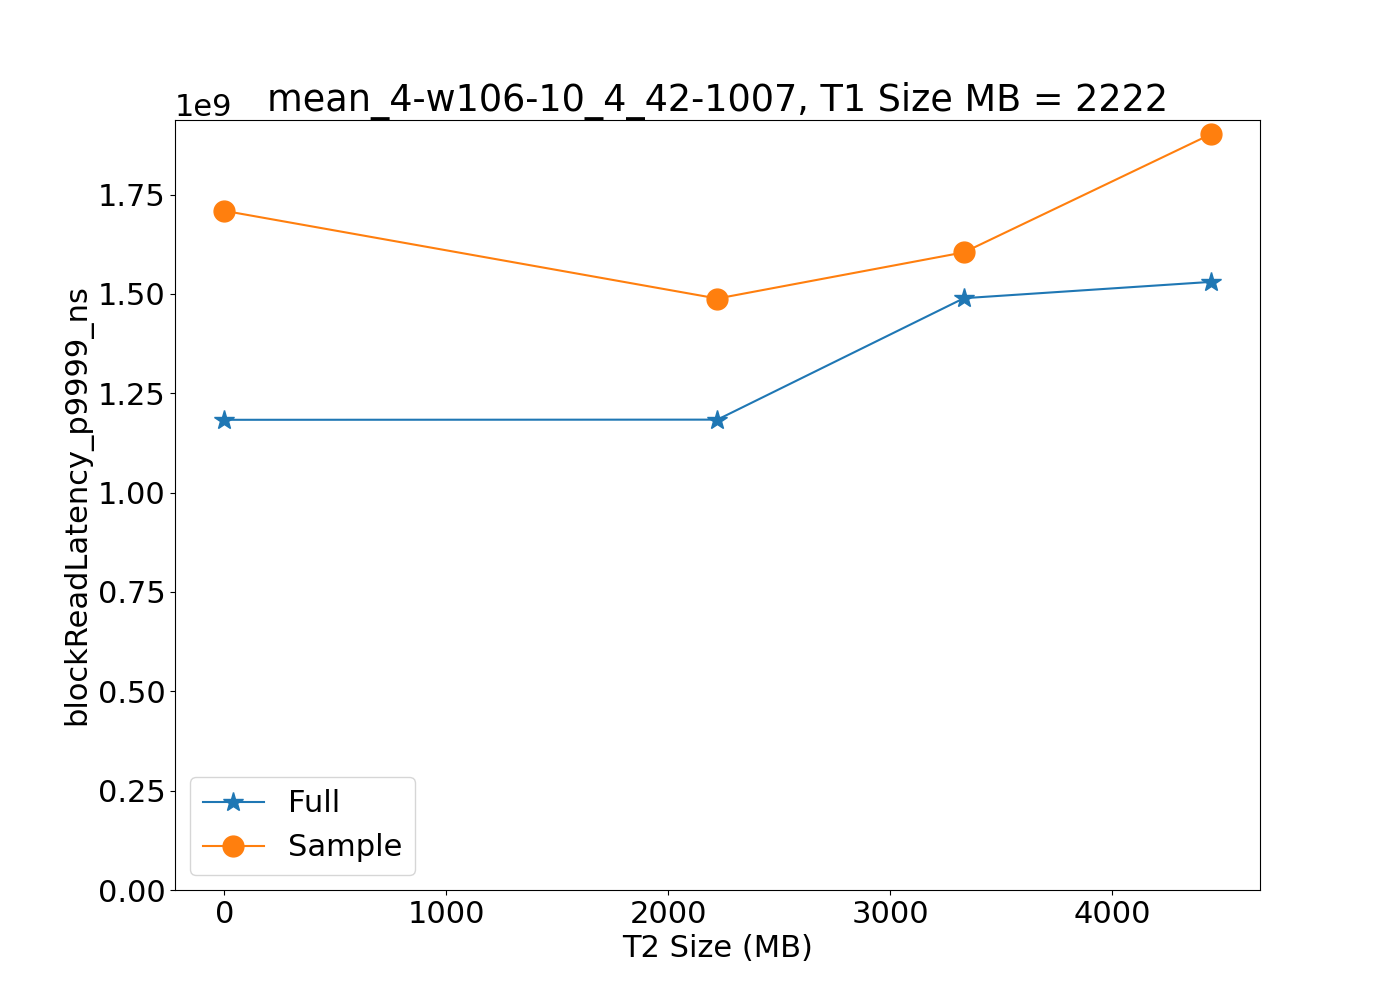 mean_4-w106-10_4_42-1007, T1 Size MB = 2222
1e9
1.75
1.50
1.25
1.00
0.75
0.50
0.25
0.00
blockReadLatency_p9999_ns
Full
Sample
0 1000 2000 3000 4000
T2 Size (MB)